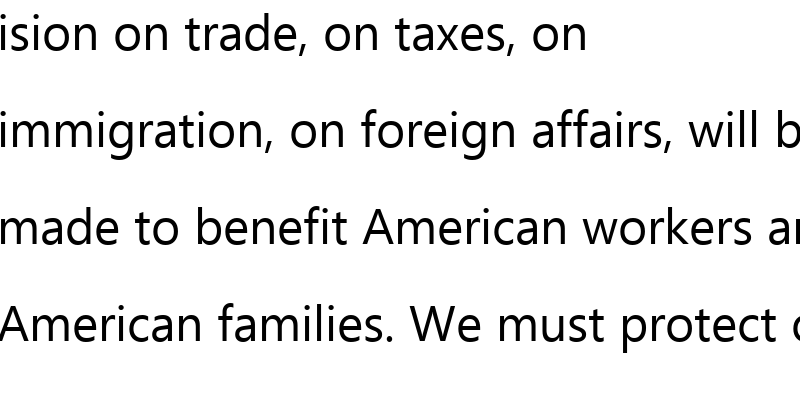 ision on trade, on taxes, on
immigration, on foreign affairs, will b
made to benefit American workers ar
American families. We must protect